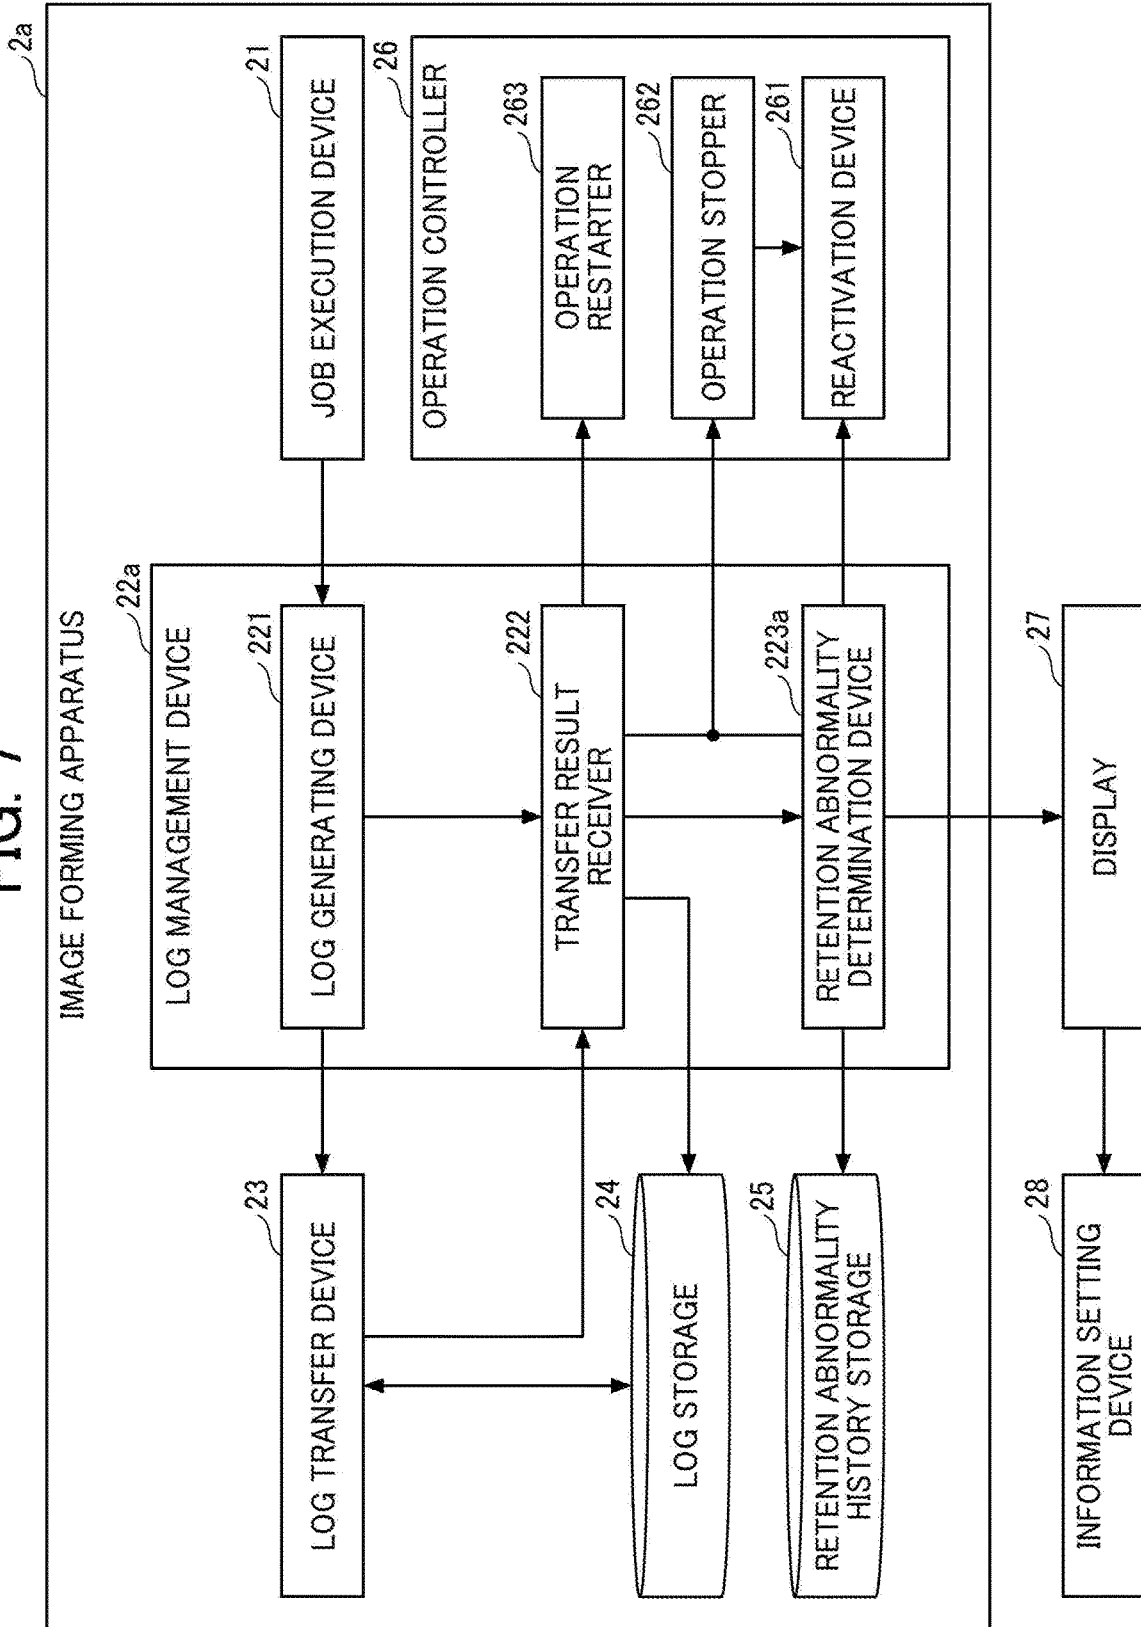 FIG. 7
2a
IMAGE FORMING APPARATUS
22a
LOG MANAGEMENT DEVICE
23
LOG TRANSFER DEVICE
221
LOG GENERATING DEVICE
21
JOB EXECUTION DEVICE
26
OPERATION CONTROLLER
222
TRANSFER RESULT
RECEIVER
263
OPERATION
RESTARTER
24
LOG STORAGE
262
OPERATION STOPPER
25
RETENTION ABNORMALITY
HISTORY STORAGE
223a
RETENTION ABNORMALITY
DETERMINATION DEVICE
261
REACTIVATION DEVICE
28
INFORMATION SETTING
DEVICE
27
DISPLAY